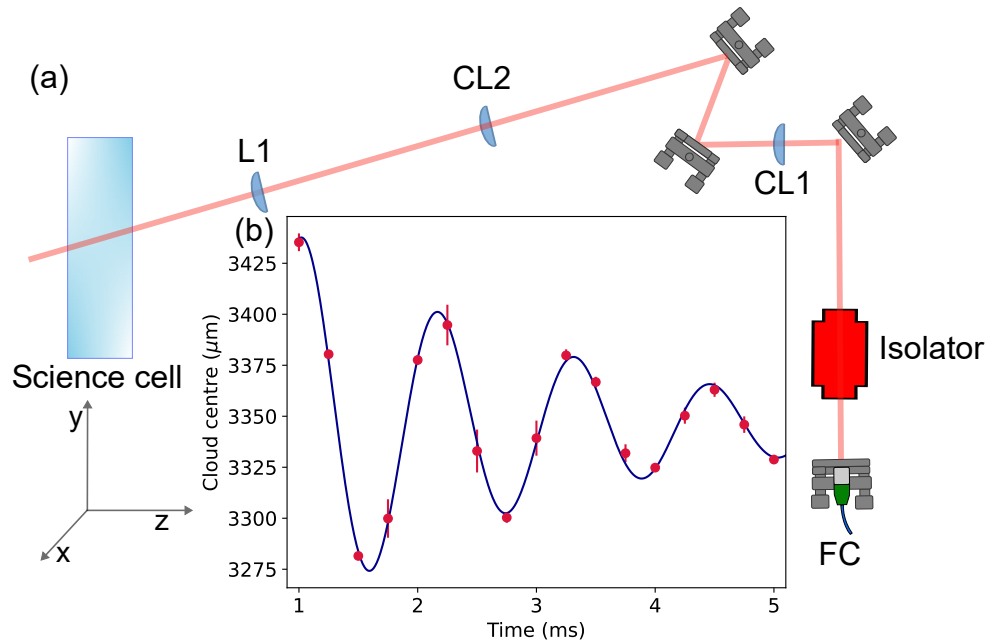 (a)
CL2
L1
CL1
(b)
Isolator
Science cell
FC
y
z
x
Cloud centre (μm)
3425
3400
3375
3350
3325
3300
3275
1
2
3
4
5
Time (ms)